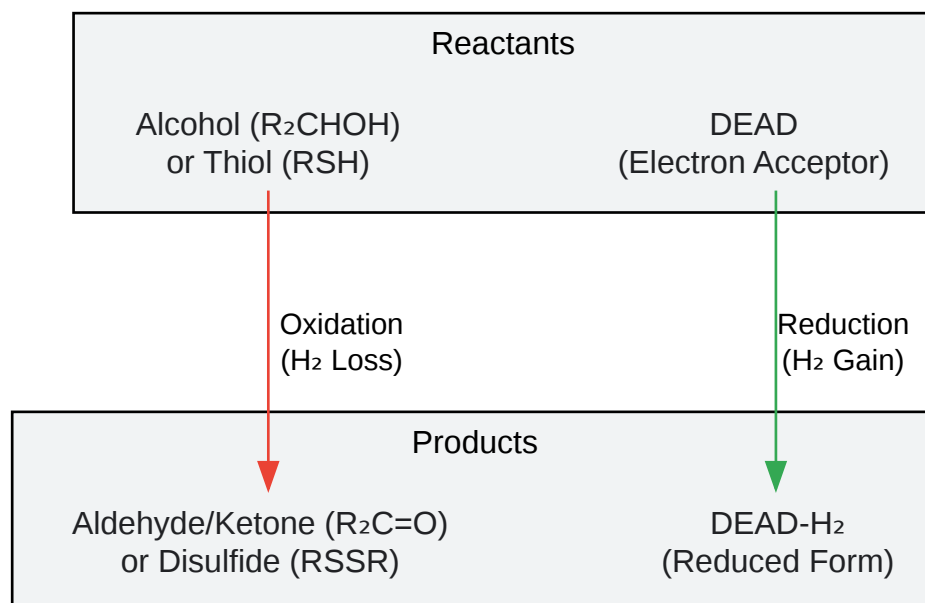 Reactants
Alcohol (R₂CHOH)
or Thiol (RSH)
DEAD
(Electron Acceptor)
Oxidation
(H₂ Loss)
Reduction
(H₂ Gain)
Products
Aldehyde/Ketone (R₂C=O)
or Disulfide (RSSR)
DEAD-H₂
(Reduced Form)